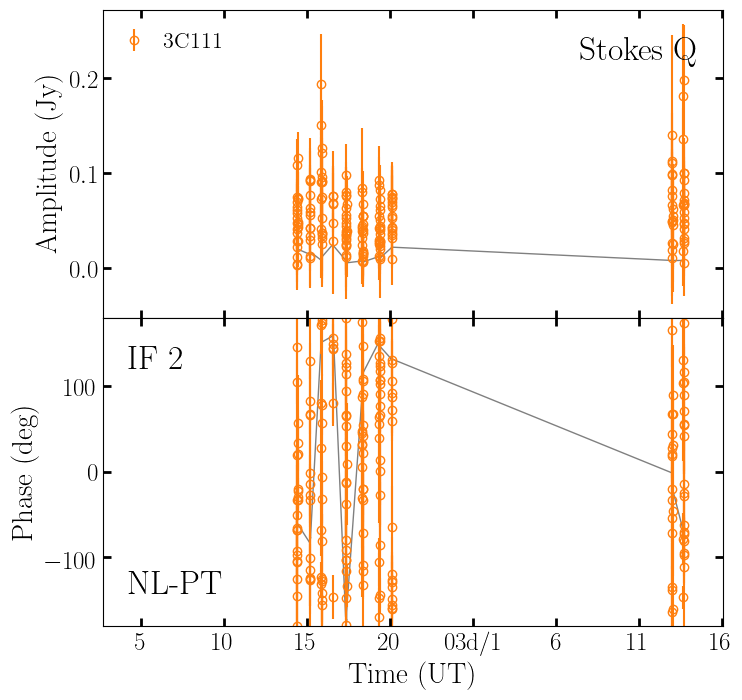 3C111
Stokes Q
0.2
0.1
0.0
Amplitude (Jy)
IF 2
100
0
−100
Phase (deg)
NL-PT
5 10 15 20 03d/1 6 11 16
Time (UT)